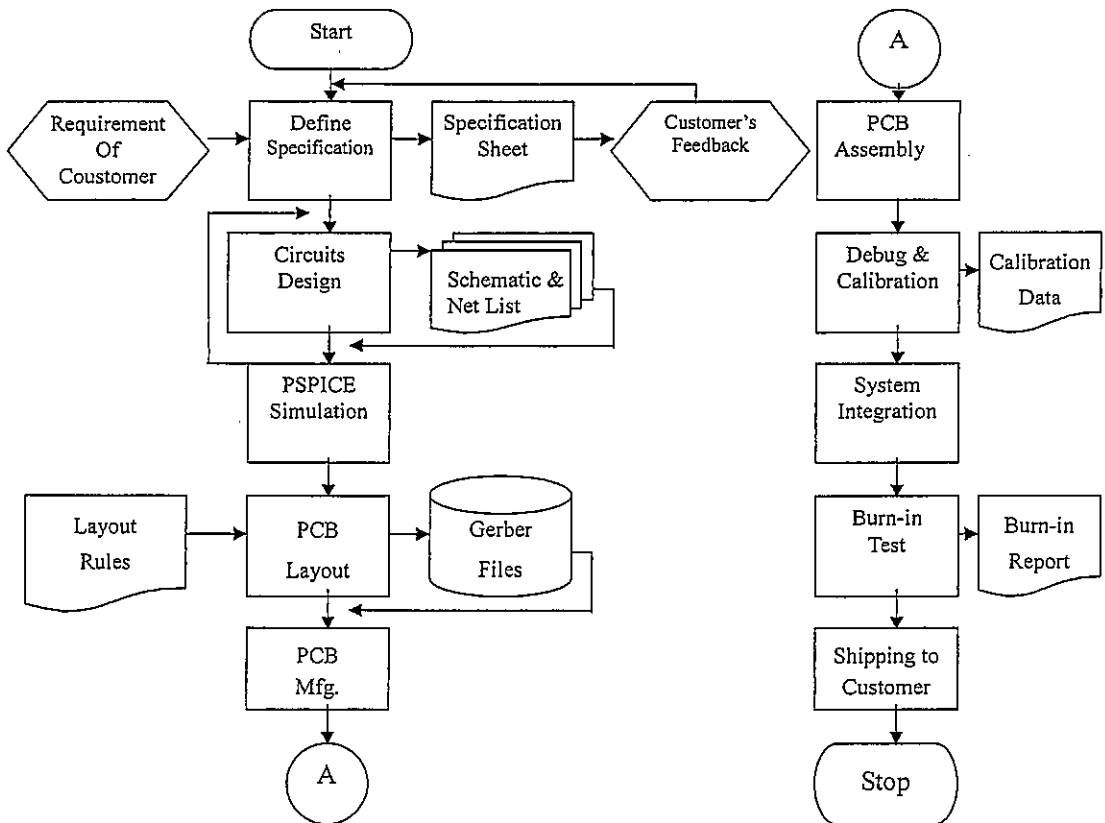 Start
Requirement
Of
Coustomer
Define
Specification
Specification
Sheet
Customer's
Feedback
Circuits
Design
Schematic &
Net List
PSPICE
Simulation
Layout
Rules
PCB
Layout
Gerber
Files
PCB
Mfg.
A
A
PCB
Assembly
Debug &
Calibration
Calibration
Data
System
Integration
Burn-in
Test
Burn-in
Report
Shipping to
Customer
Stop